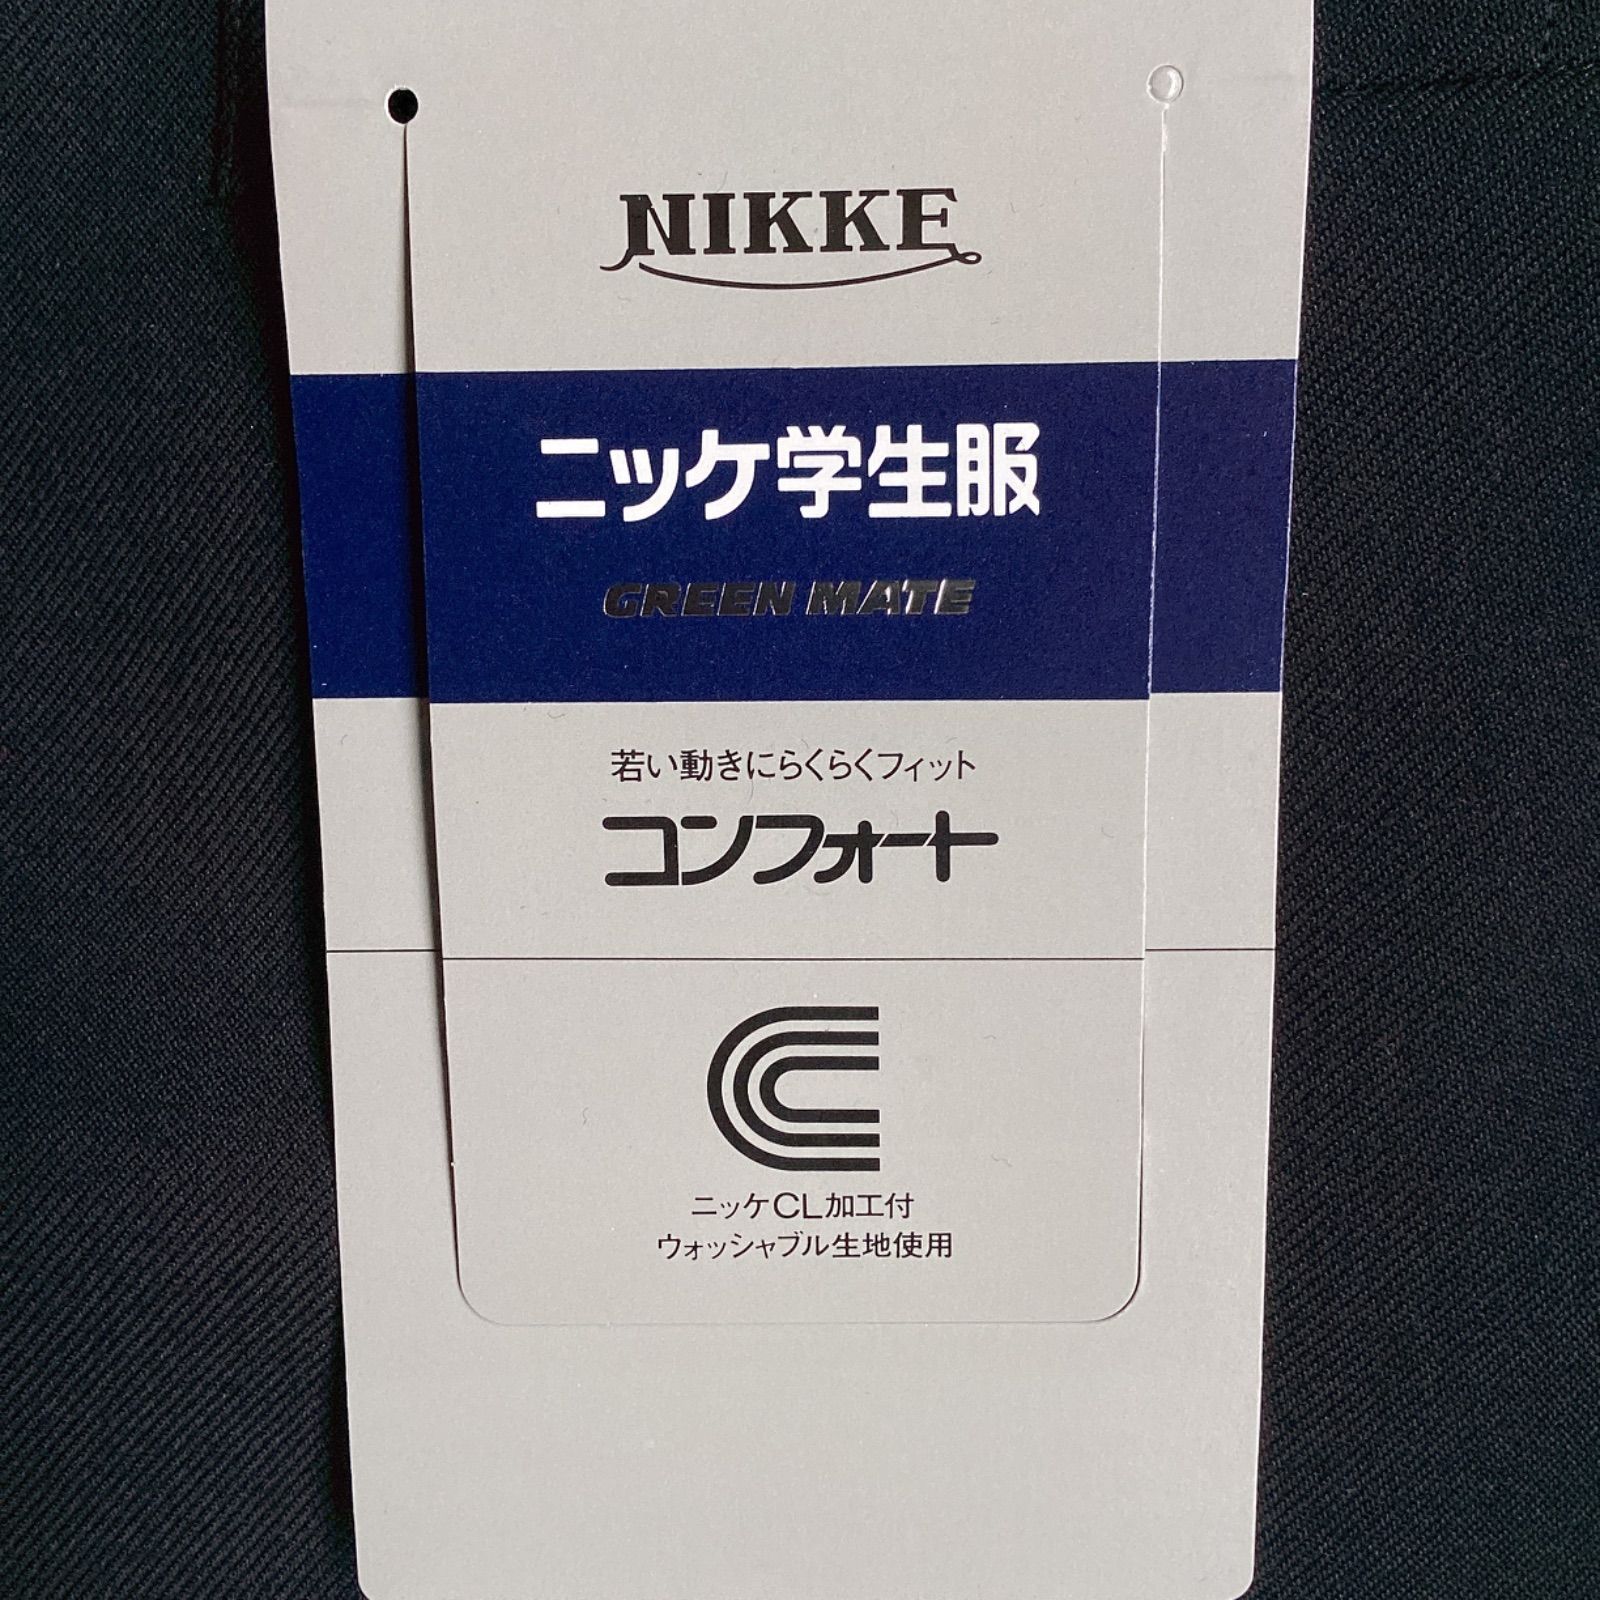 NIKKE
ニッケ学生服
GREEN MATE
若い動きにらくらくフィット
コンフォート
ニッケCL加工付
ウォッシャブル生地使用